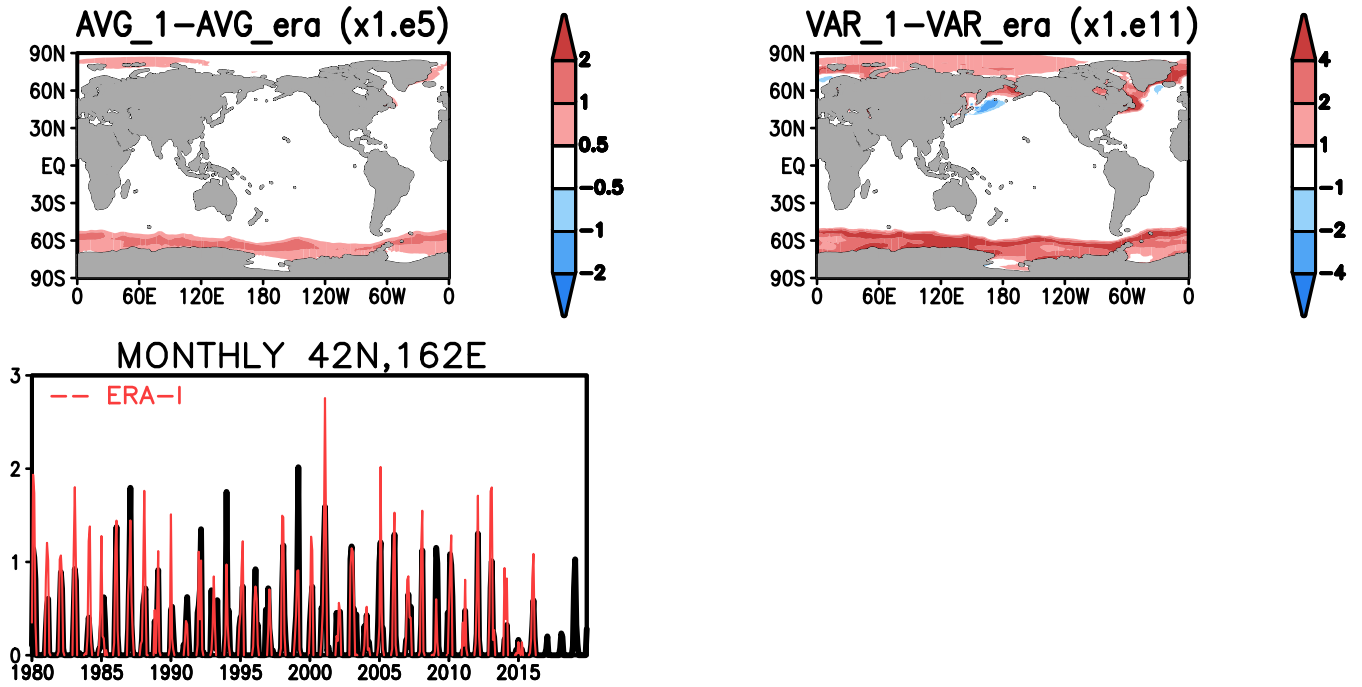 AVG_1−AVG_era (x1.e5)
90N
60N
30N
EQ
30S
60S
90S
0 60E 120E 180 120W 60W 0
2
1
0.5
−0.5
−1
−2
VAR_1−VAR_era (x1.e11)
90N
60N
30N
EQ
30S
60S
90S
0 60E 120E 180 120W 60W 0
4
2
1
−1
−2
−4
MONTHLY 42N,162E
3
2
1
0
ERA−I
1980 1985 1990 1995 2000 2005 2010 2015